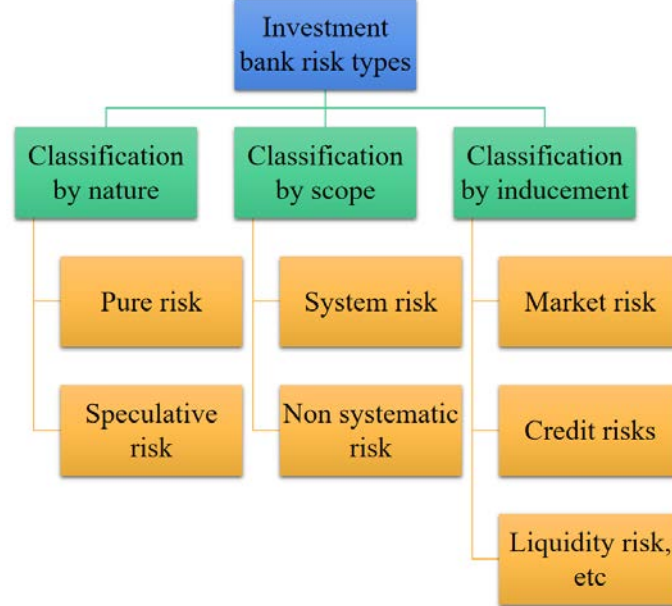 Investment
bank risk types
Classification
by nature
Classification
by scope
Classification
by inducement
Pure risk
System risk
Market risk
Speculative
risk
Non systematic
risk
Credit risks
Liquidity risk,
etc